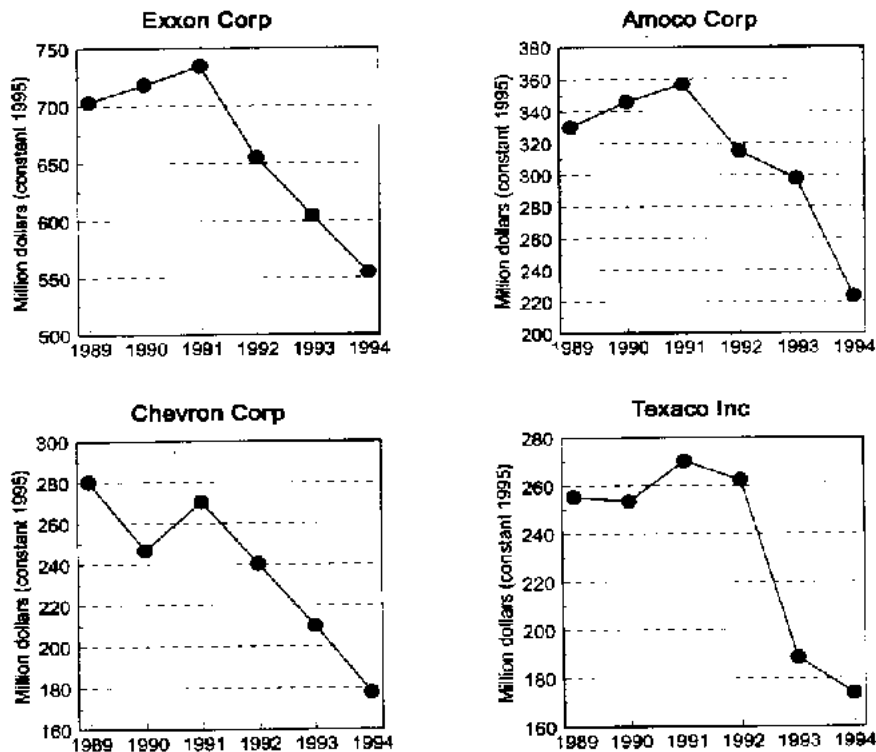 Exxon Corp
Million dollars (constant 1995)
750
700
650
600
550
500
1989 1990 1991 1992 1993 1994
Amoco Corp
Million dollars (constant 1995)
380
360
340
320
300
280
260
240
220
200
1989 1990 1991 1992 1993 1994
Chevron Corp
Million dollars (constant 1995)
300
280
260
240
220
200
180
160
1989 1990 1991 1992 1993 1994
Texaco Inc
Million dollars (constant 1995)
280
260
240
220
200
180
160
1989 1990 1991 1992 1993 1994